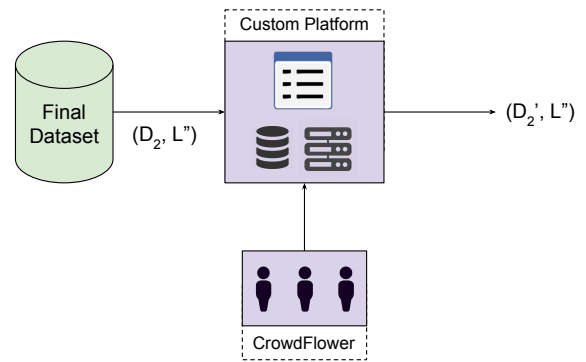 Custom Platform
Final
Dataset
(D₂, L”)
(D₂’, L”)
CrowdFlower